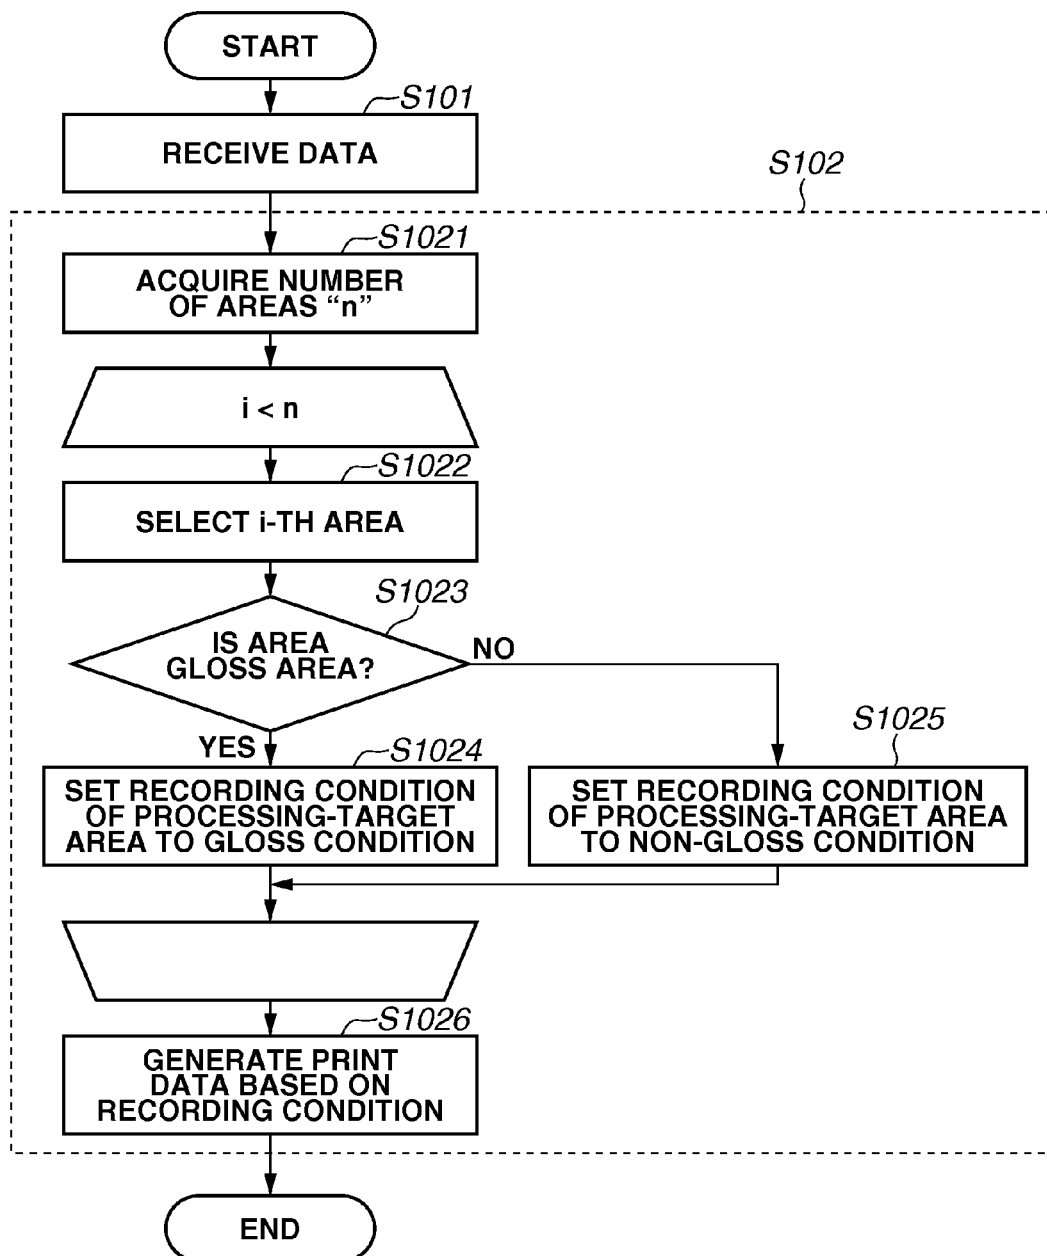 START
S101
RECEIVE DATA
S102
S1021
ACQUIRE NUMBER
OF AREAS “n”
i < n
S1022
SELECT i-TH AREA
S1023
IS AREA
GLOSS AREA?
NO
YES
S1024
SET RECORDING CONDITION
OF PROCESSING-TARGET
AREA TO GLOSS CONDITION
S1025
SET RECORDING CONDITION
OF PROCESSING-TARGET AREA
TO NON-GLOSS CONDITION
S1026
GENERATE PRINT
DATA BASED ON
RECORDING CONDITION
END